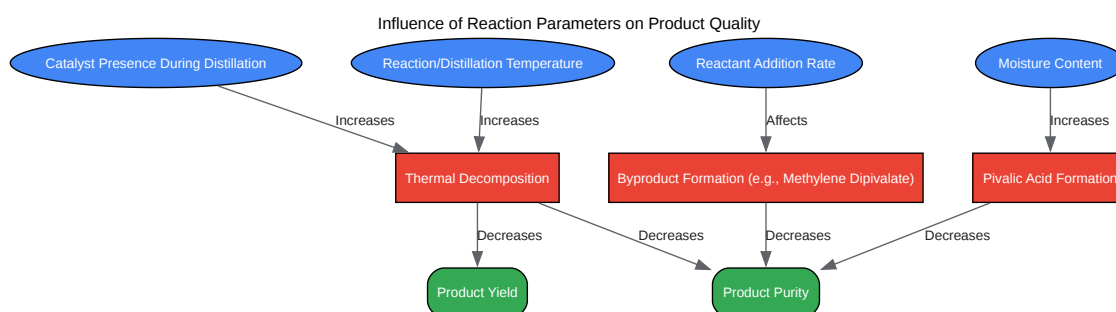 Influence of Reaction Parameters on Product Quality
Catalyst Presence During Distillation
Reaction/Distillation Temperature
Reactant Addition Rate
Moisture Content
Increases
Increases
Affects
Increases
Thermal Decomposition
Byproduct Formation (e.g., Methylene Dipivalate)
Pivalic Acid Formation
Decreases
Decreases
Decreases
Decreases
Product Yield
Product Purity